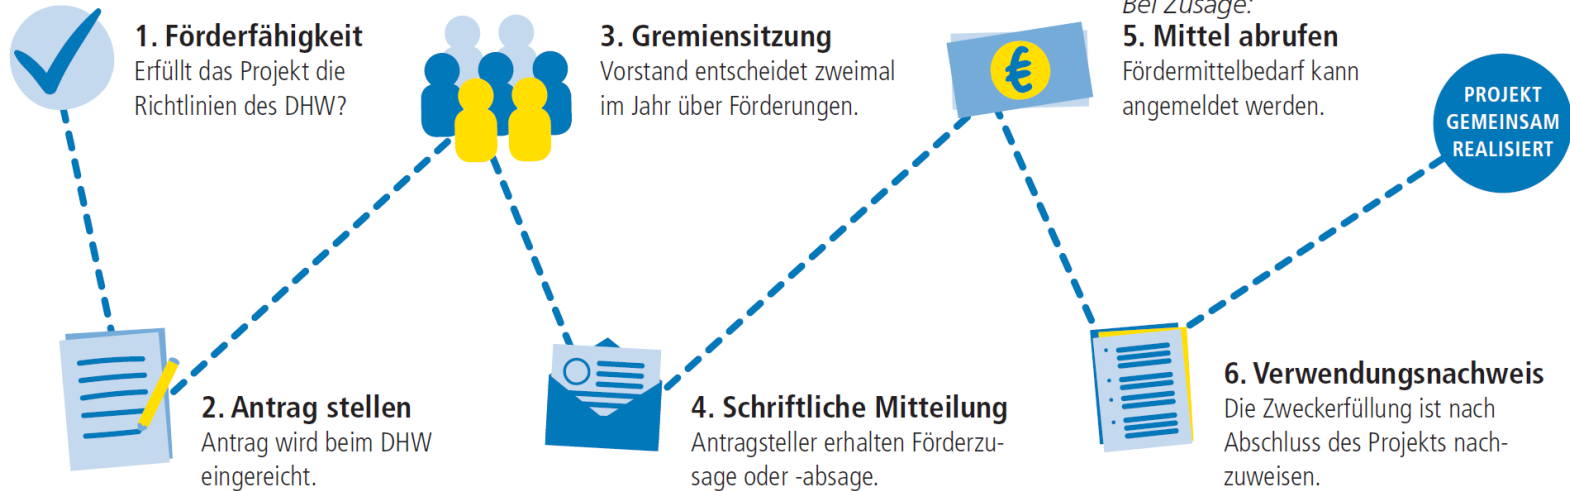 1. Förderfähigkeit
Erfüllt das Projekt die
Richtlinien des DHW?
2. Antrag stellen
Antrag wird beim DHW
eingereicht.
3. Gremiensitzung
Vorstand entscheidet zweimal
im Jahr über Förderungen.
4. Schriftliche Mitteilung
Antragsteller erhalten Förderzu-
sage oder -absage.
Bei Zusage:
5. Mittel abrufen
Fördermittelbedarf kann
angemeldet werden.
6. Verwendungsnachweis
Die Zweckerfüllung ist nach
Abschluss des Projekts nach-
zuweisen.
PROJEKT
GEMEINSAM
REALISIERT